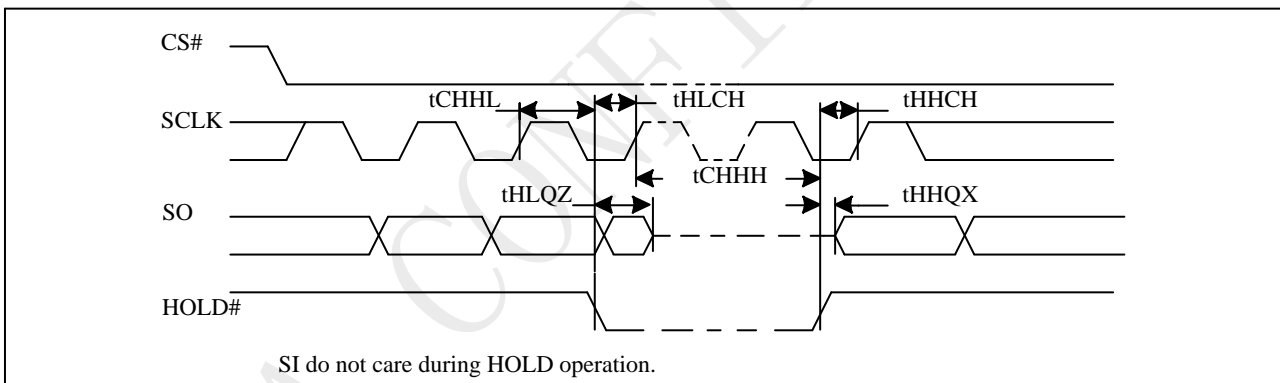 CS#
tCHHL
tHLCH
tHHCH
SCLK
tCHHH
tHLQZ
tHHQX
SO
HOLD#
SI do not care during HOLD operation.